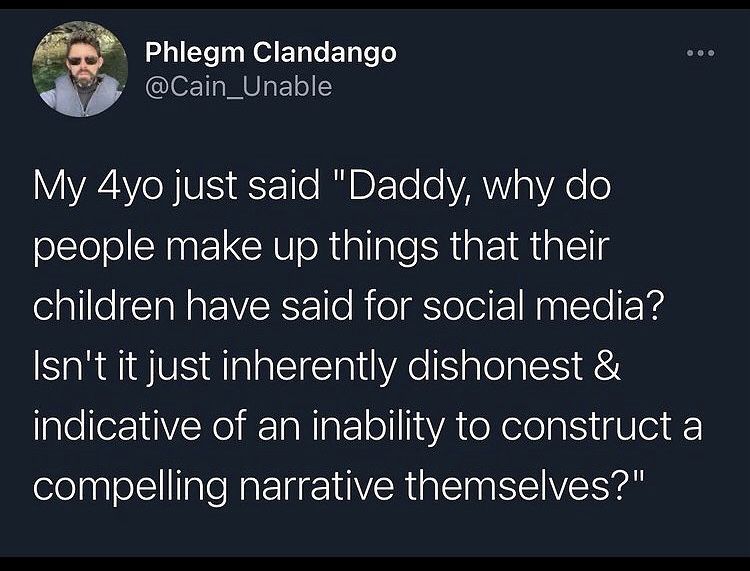 Phlegm Clandango
@Cain_Unable
My 4yo just said "Daddy, why do
people make up things that their
children have said for social media?
Isn't it just inherently dishonest &
indicative of an inability to construct a
compelling narrative themselves?"